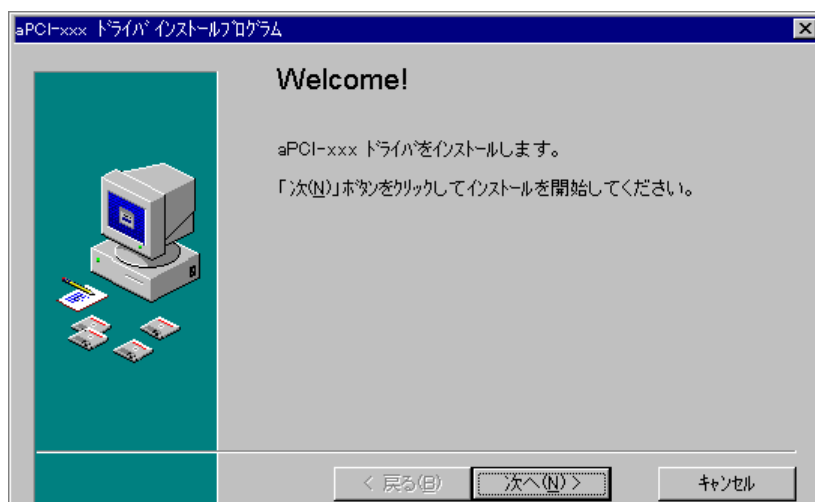 aPCI-xxx ﾄﾞﾗｲﾊﾞ ｲﾝｽﾄｰﾙﾌﾟﾛｸﾞﾗﾑ
Welcome!
aPCI-xxx ﾄﾞﾗｲﾊﾞをｲﾝｽﾄｰﾙします。
「次(N)」ﾎﾞﾀﾝをｸﾘｯｸしてｲﾝｽﾄｰﾙを開始してください。
< 戻る(B)
次へ(N) >
ｷｬﾝｾﾙ